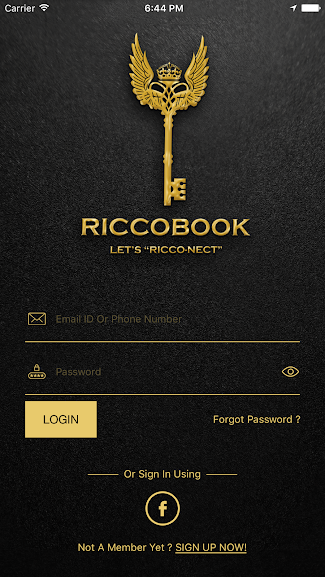 Carrier 6:44 PM
RICCOBOOK
LET'S "RICCO-NECT"
Email ID Or Phone Number
Password
LOGIN Forgot Password ?
Or Sign In Using
f
Not A Member Yet ? SIGN UP NOW!